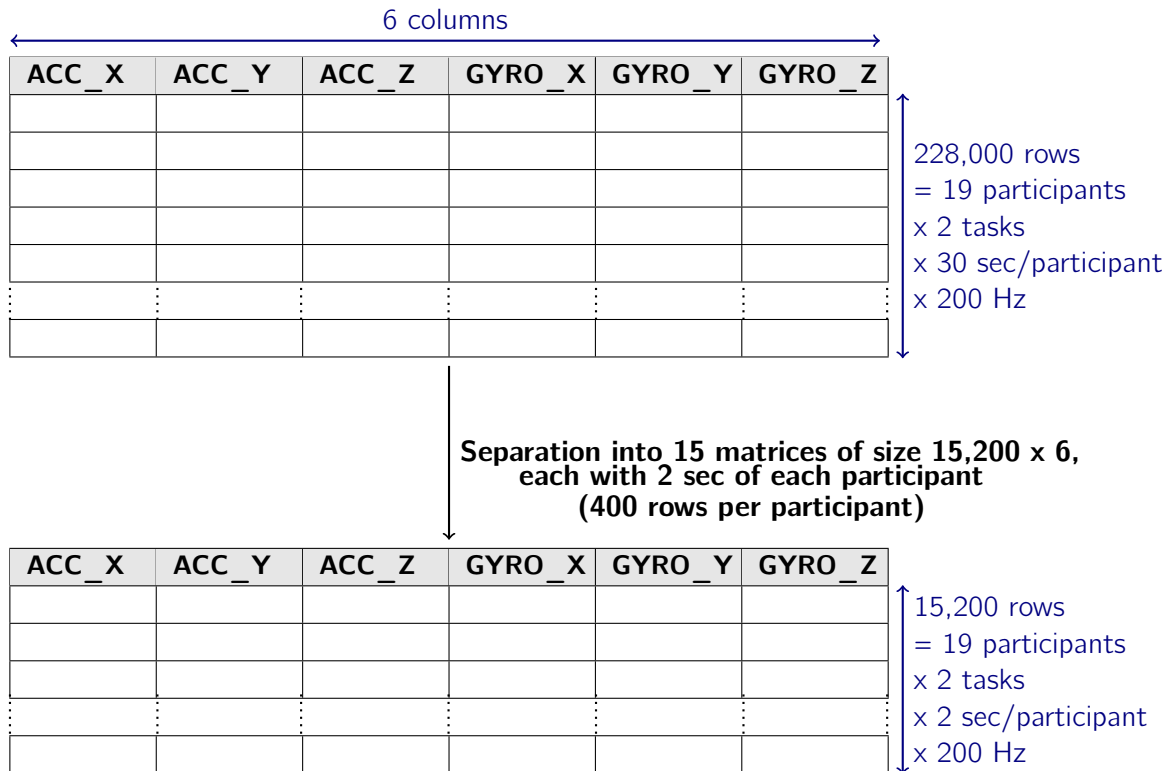 6 columns
ACC_X ACC_Y ACC_Z GYRO_X GYRO_Y GYRO_Z
228,000 rows
= 19 participants
x 2 tasks
x 30 sec/participant
x 200 Hz
Separation into 15 matrices of size 15,200 x 6,
each with 2 sec of each participant
(400 rows per participant)
ACC_X ACC_Y ACC_Z GYRO_X GYRO_Y GYRO_Z
15,200 rows
= 19 participants
x 2 tasks
x 2 sec/participant
x 200 Hz